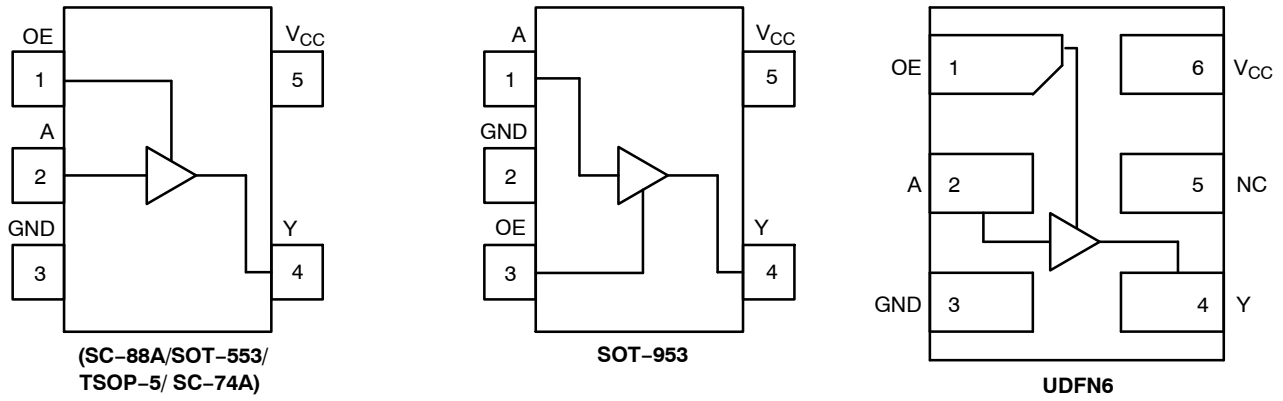 OE
1
A
2
GND
3
VCC
5
Y
4
(SC–88A/SOT–553/
TSOP–5/ SC–74A)
A
1
GND
2
OE
3
VCC
5
Y
4
SOT–953
OE 1
A 2
GND 3
6 VCC
5 NC
4 Y
UDFN6